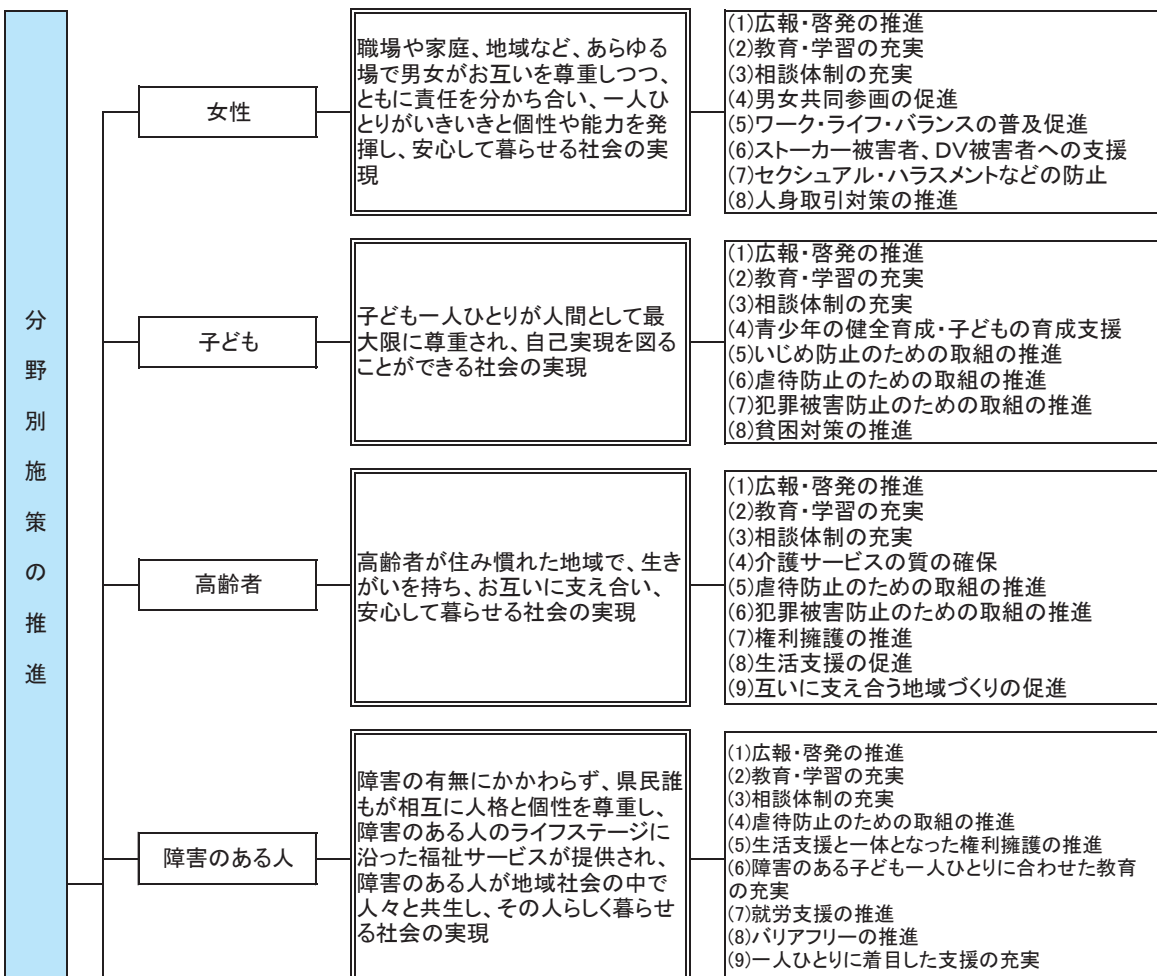 分野別施策の推進
女性
職場や家庭、地域など、あらゆる
場で男女がお互いを尊重しつつ、
ともに責任を分かち合い、一人ひ
とりがいきいきと個性や能力を発
揮し、安心して暮らせる社会の実
現
(1)広報・啓発の推進
(2)教育・学習の充実
(3)相談体制の充実
(4)男女共同参画の促進
(5)ワーク・ライフ・バランスの普及促進
(6)ストーカー被害者、DV被害者への支援
(7)セクシュアル・ハラスメントなどの防止
(8)人身取引対策の推進
子ども
子ども一人ひとりが人間として最
大限に尊重され、自己実現を図る
ことができる社会の実現
(1)広報・啓発の推進
(2)教育・学習の充実
(3)相談体制の充実
(4)青少年の健全育成・子どもの育成支援
(5)いじめ防止のための取組の推進
(6)虐待防止のための取組の推進
(7)犯罪被害防止のための取組の推進
(8)貧困対策の推進
高齢者
高齢者が住み慣れた地域で、生き
がいを持ち、お互いに支え合い、
安心して暮らせる社会の実現
(1)広報・啓発の推進
(2)教育・学習の充実
(3)相談体制の充実
(4)介護サービスの質の確保
(5)虐待防止のための取組の推進
(6)犯罪被害防止のための取組の推進
(7)権利擁護の推進
(8)生活支援の促進
(9)互いに支え合う地域づくりの促進
障害のある人
障害の有無にかかわらず、県民誰
もが相互に人格と個性を尊重し、
障害のある人のライフステージに
沿った福祉サービスが提供され、
障害のある人が地域社会の中で
人々と共生し、その人らしく暮らせ
る社会の実現
(1)広報・啓発の推進
(2)教育・学習の充実
(3)相談体制の充実
(4)虐待防止のための取組の推進
(5)生活支援と一体となった権利擁護の推進
(6)障害のある子ども一人ひとりに合わせた教育
の充実
(7)就労支援の推進
(8)バリアフリーの推進
(9)一人ひとりに着目した支援の充実